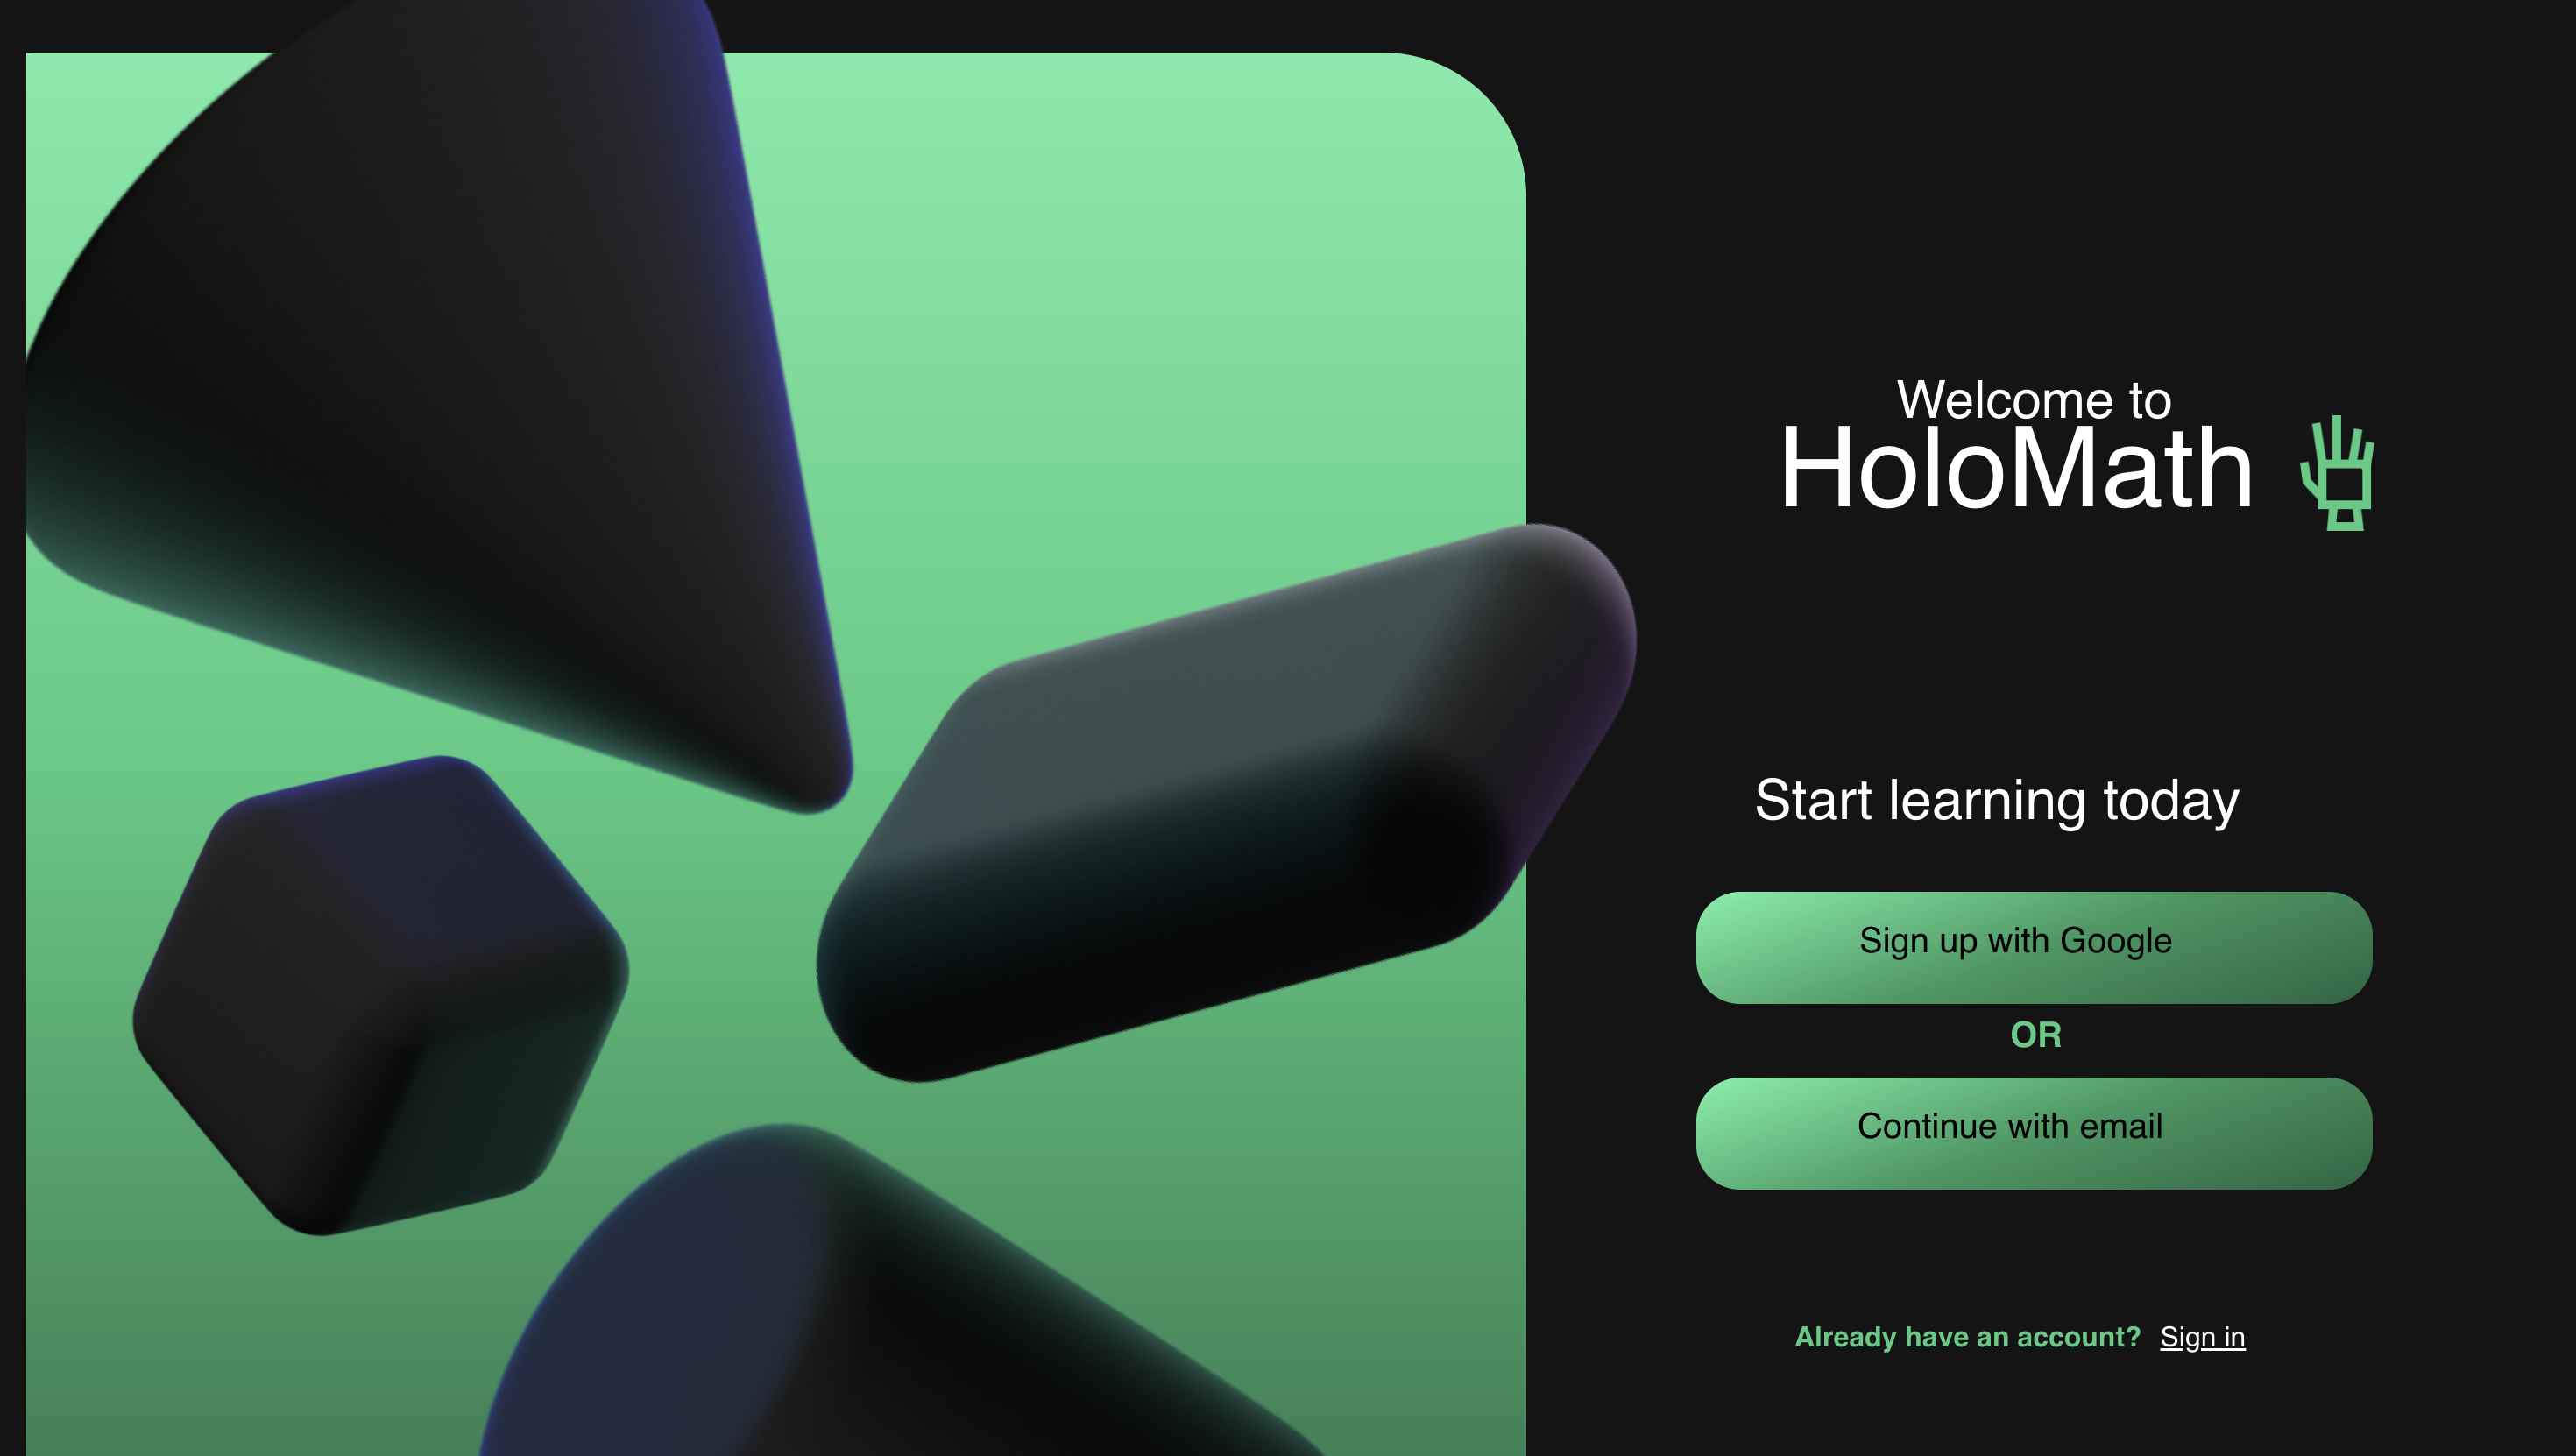 Welcome to
HoloMath
Start learning today
Sign up with Google
OR
Continue with email
Already have an account? Sign in